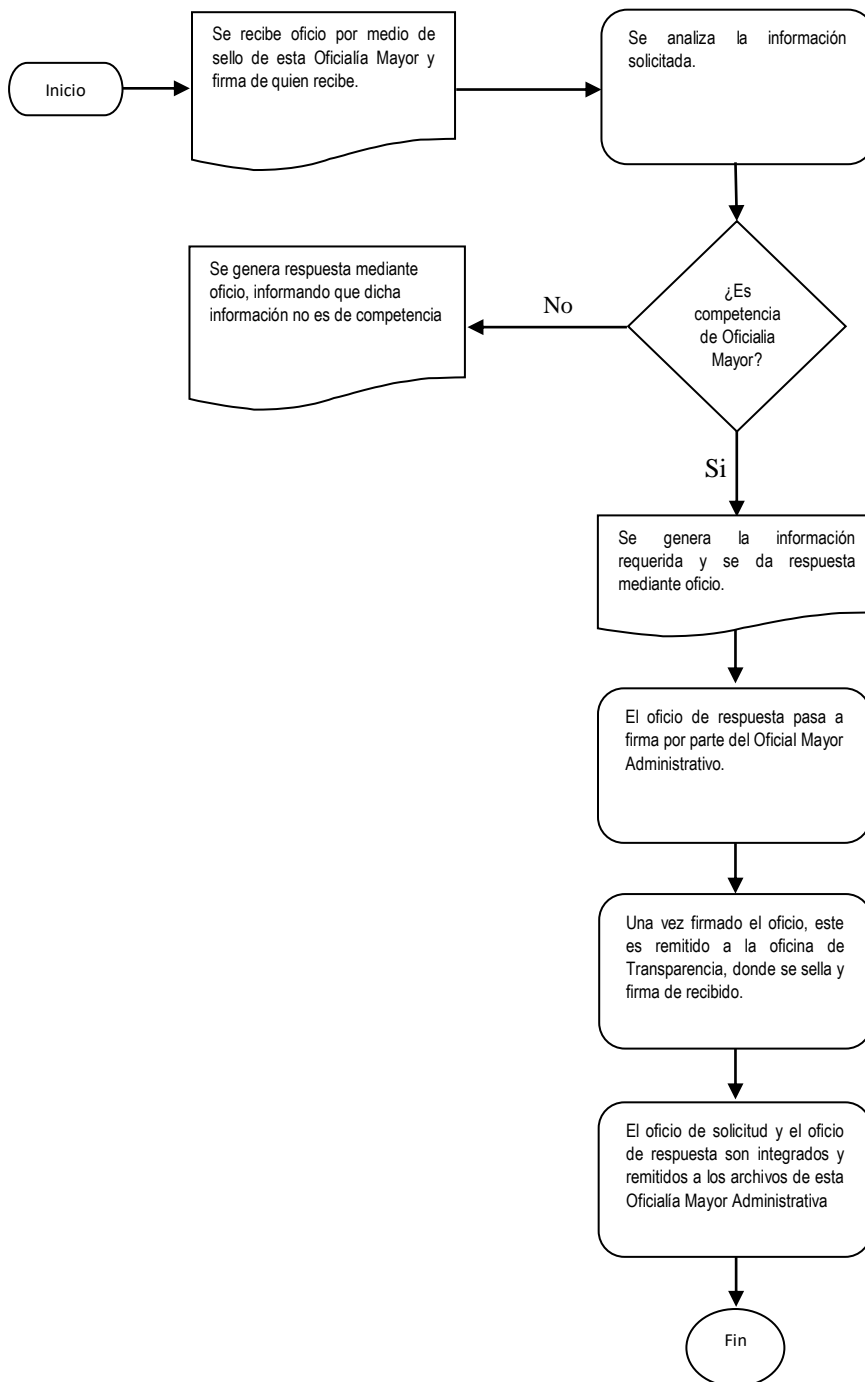 Inicio
Se recibe oficio por medio de
sello de esta Oficialía Mayor y
firma de quien recibe.
Se analiza la información
solicitada.
¿Es
competencia
de Oficialia
Mayor?
No
Se genera respuesta mediante
oficio, informando que dicha
información no es de competencia
Si
Se genera la información
requerida y se da respuesta
mediante oficio.
El oficio de respuesta pasa a
firma por parte del Oficial Mayor
Administrativo.
Una vez firmado el oficio, este
es remitido a la oficina de
Transparencia, donde se sella y
firma de recibido.
El oficio de solicitud y el oficio
de respuesta son integrados y
remitidos a los archivos de esta
Oficialía Mayor Administrativa
Fin